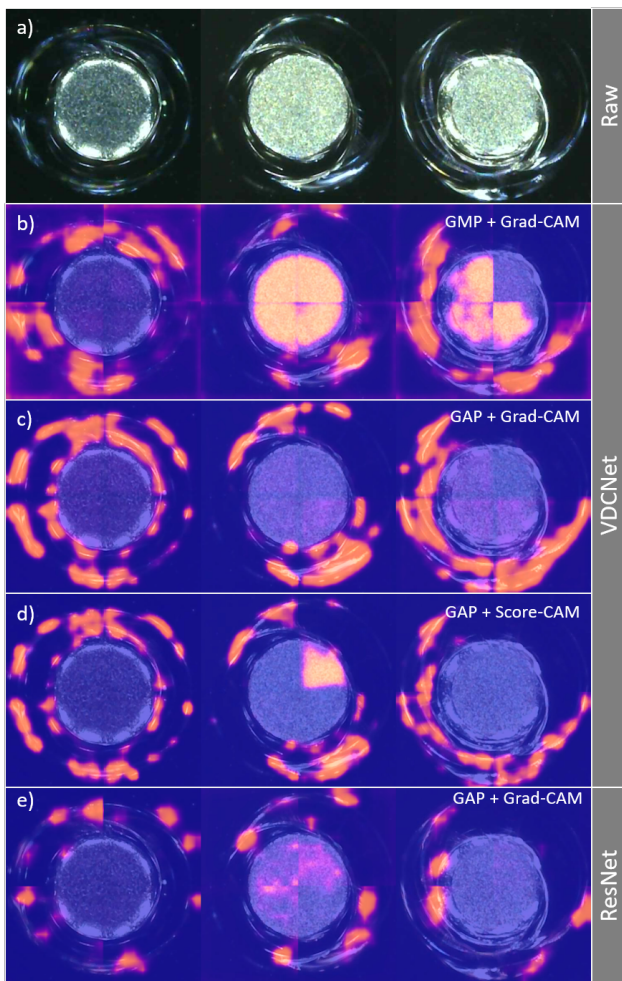 a)
Raw
b)
GMP + Grad-CAM
c)
GAP + Grad-CAM
VDCNet
d)
GAP + Score-CAM
e)
GAP + Grad-CAM
ResNet